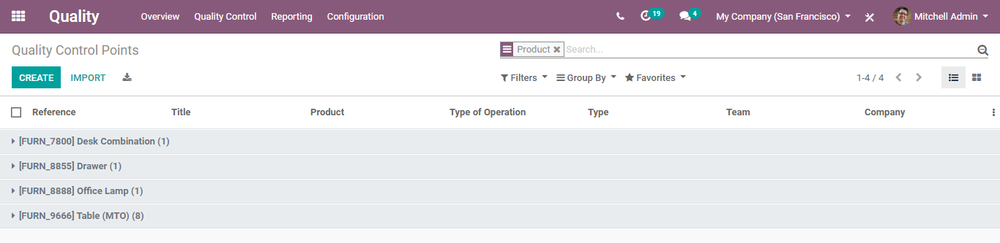 Quality Overview Quality Control Reporting Configuration 19 4 My Company (San Francisco) Mitchell Admin
Quality Control Points Product Search...
CREATE IMPORT Filters Group By Favorites 1-4 / 4
Reference Title Product Type of Operation Type Team Company
[FURN_7800] Desk Combination (1)
[FURN_8855] Drawer (1)
[FURN_8888] Office Lamp (1)
[FURN_9666] Table (MTO) (8)